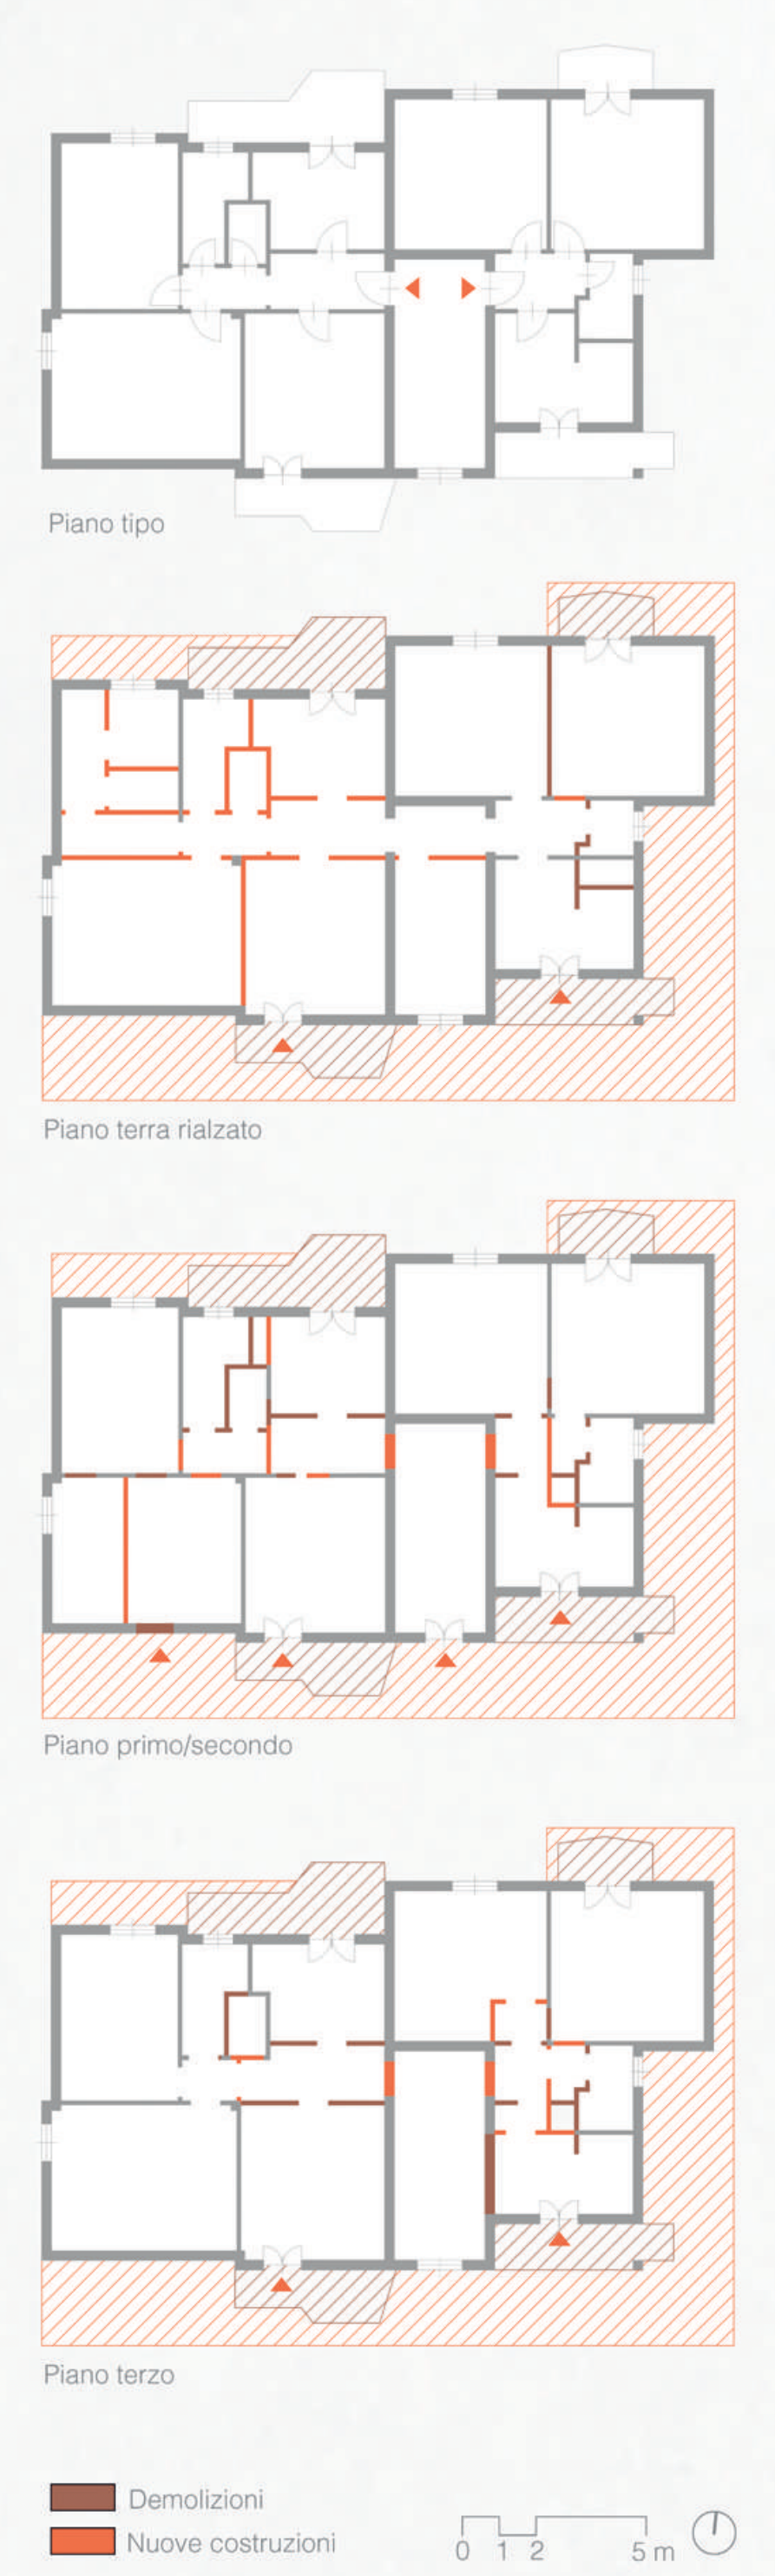 Piano tipo
Piano terra rialzato
Piano primo/secondo
Piano terzo
Demolizioni
Nuove costruzioni
0 1 2 5 m